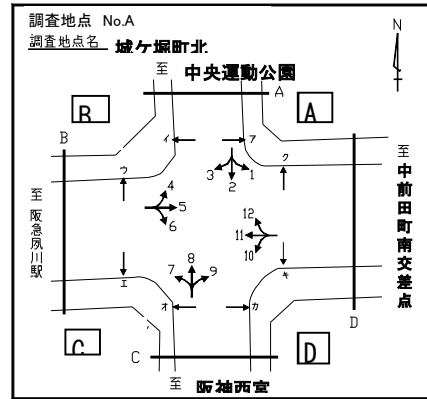 調査地点 No.A
調査地点名 城ケ堀町北
至 中央運動公園
N
A
B
A
B
イ
ア
ウ
ク
3
2
1
4
5
6
12
11
10
至 阪急夙川駅
至 中前田町南交差点
エ
キ
7
8
9
オ
カ
C
D
D
C
至 阪神西宮